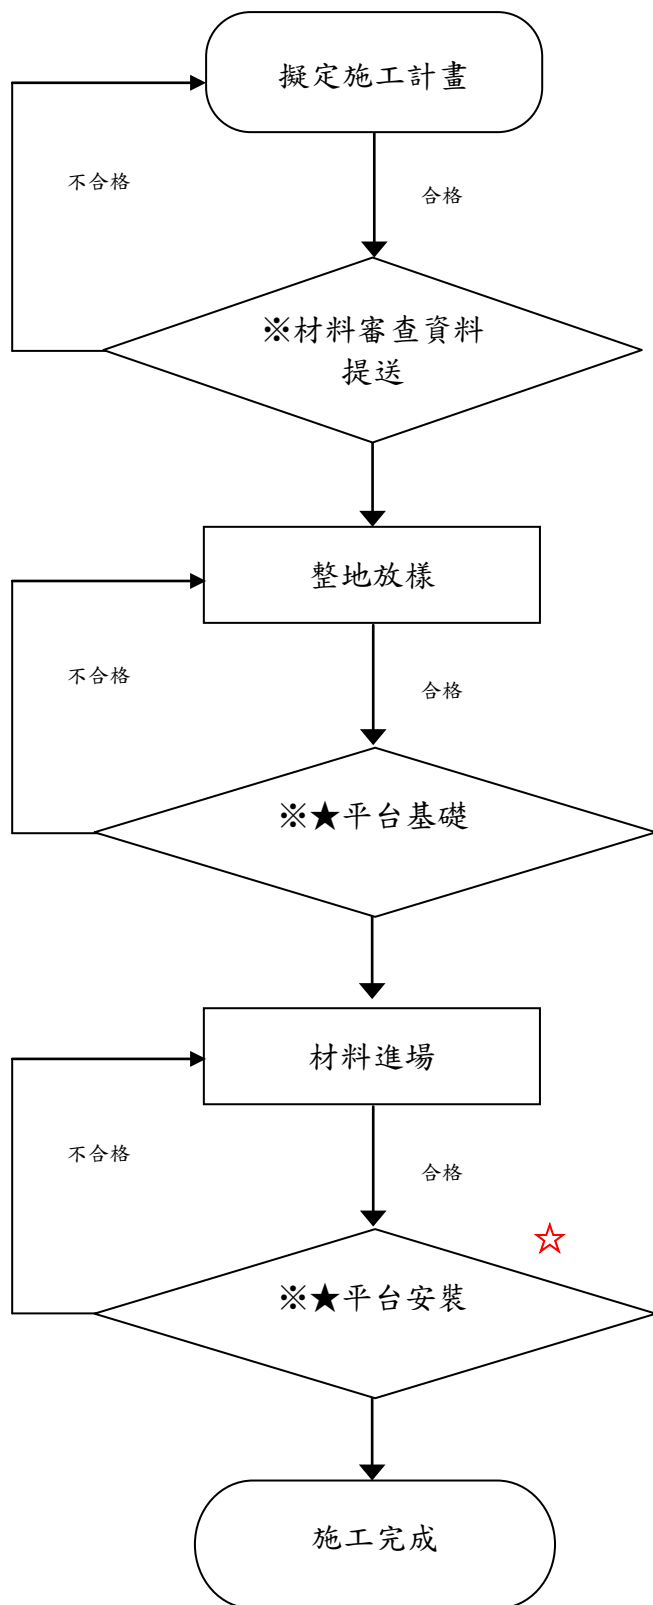 擬定施工計畫
不合格
合格
※材料審查資料
提送
整地放樣
不合格
合格
※★平台基礎
材料進場
不合格
合格
☆
※★平台安裝
施工完成